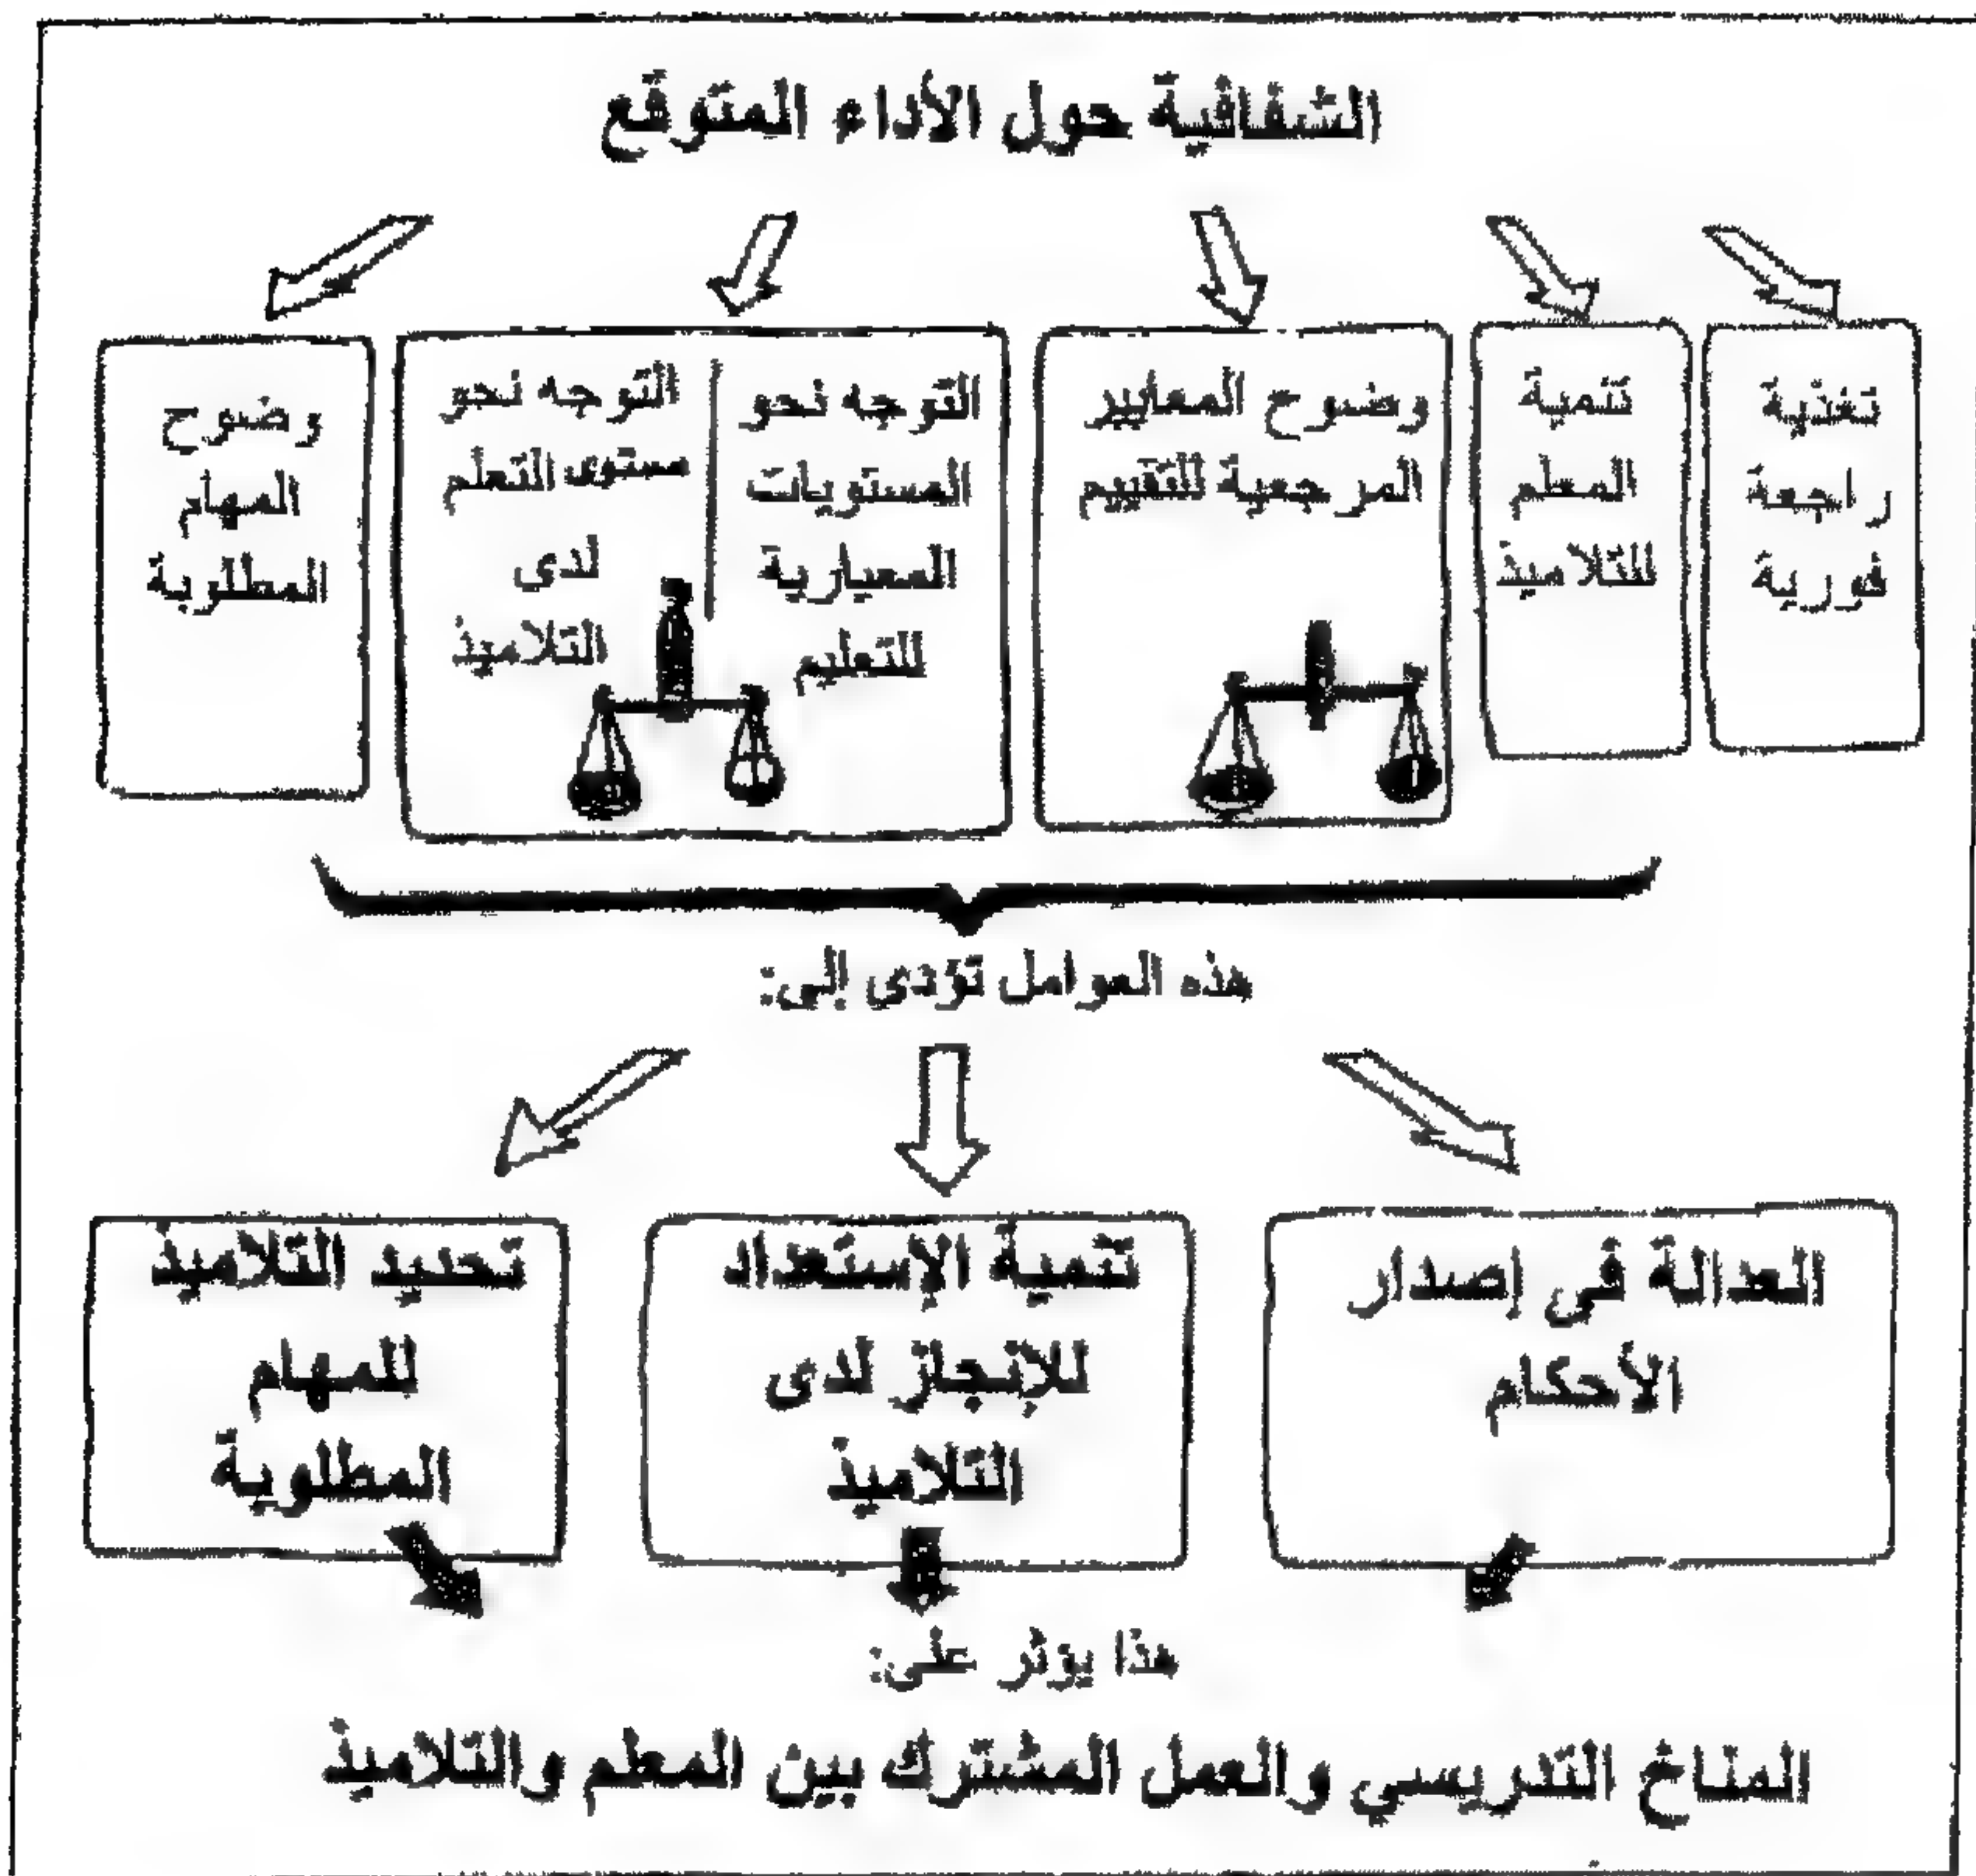 الشفافية حول الأداء المتوقع
تغذية
راجعة
فورية
تنمية
المعلم
للتلاميذ
وضوح المعايير
المرجعية للتقييم
التوجه نحو
المستويات
المعيارية
للتعليم
التوجه نحو
مستوى التعلم
لدى
التلاميذ
وضوح
المهام
المطلوبة
هذه العوامل تؤدي إلى:
العدالة فى إصدار
الأحكام
تنمية الإستعداد
للإنجاز لدى
التلاميذ
تحديد التلاميذ
للمهام
المطلوبة
هذا يؤثر على:
المناخ التدريسي والعمل المشترك بين المعلم والتلاميذ